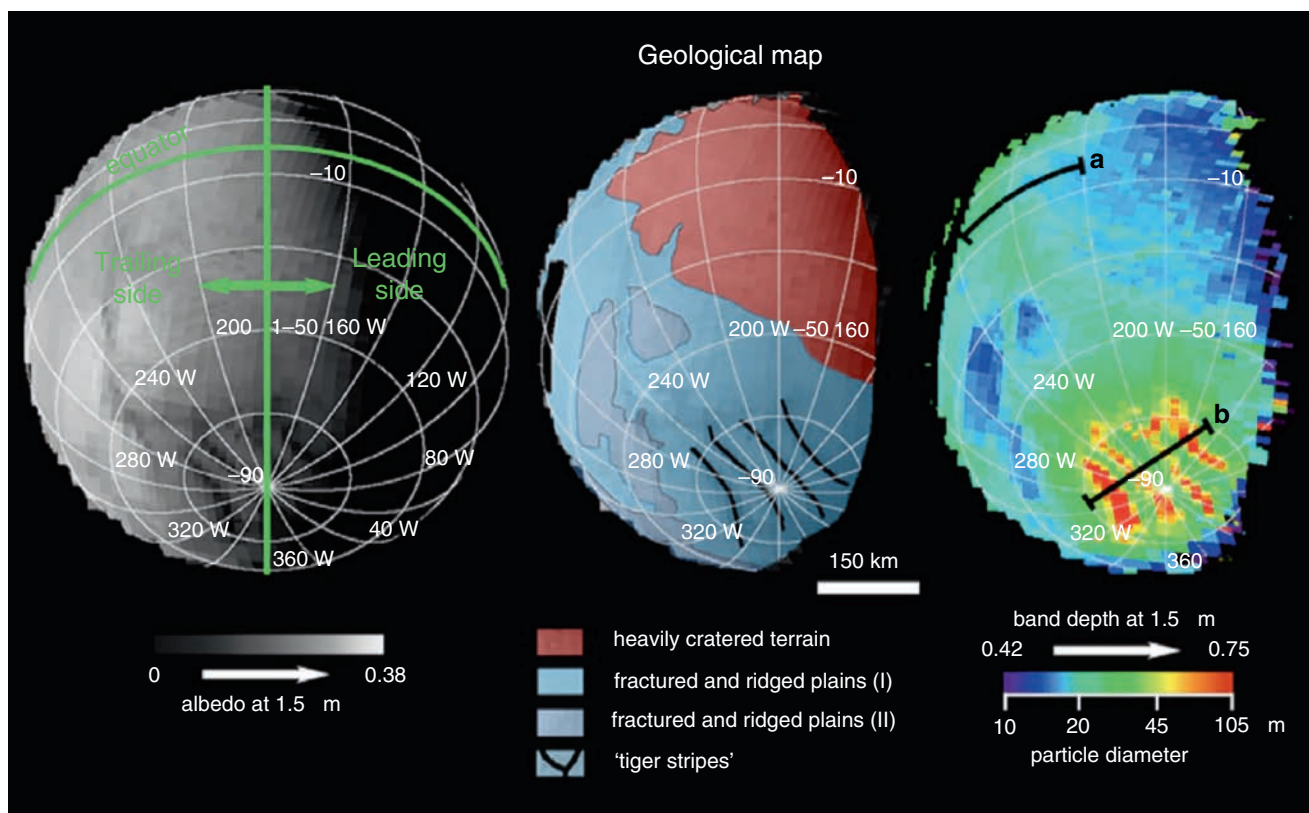 Geological map
equator
–10
Trailing
side
Leading
side
200
1–50 160 W
240 W
120 W
280 W
80 W
–90
320 W
40 W
360 W
0
0.38
albedo at 1.5 m
–10
200 W –50 160
240 W
280 W
–90
320 W
150 km
heavily cratered terrain
fractured and ridged plains (I)
fractured and ridged plains (II)
‘tiger stripes’
a
–10
200 W –50 160
240 W
b
280 W
–90
320 W
360
band depth at 1.5 m
0.42
0.75
10 20 45 105 m
particle diameter